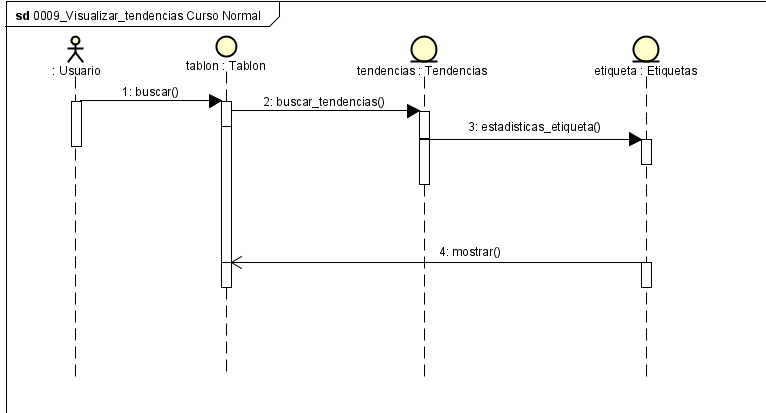 sd 0009_Visualizar_tendencias Curso Normal
: Usuario
tablon : Tablon
tendencias : Tendencias
etiqueta : Etiquetas
1: buscar()
2: buscar_tendencias()
3: estadisticas_etiqueta()
4: mostrar()